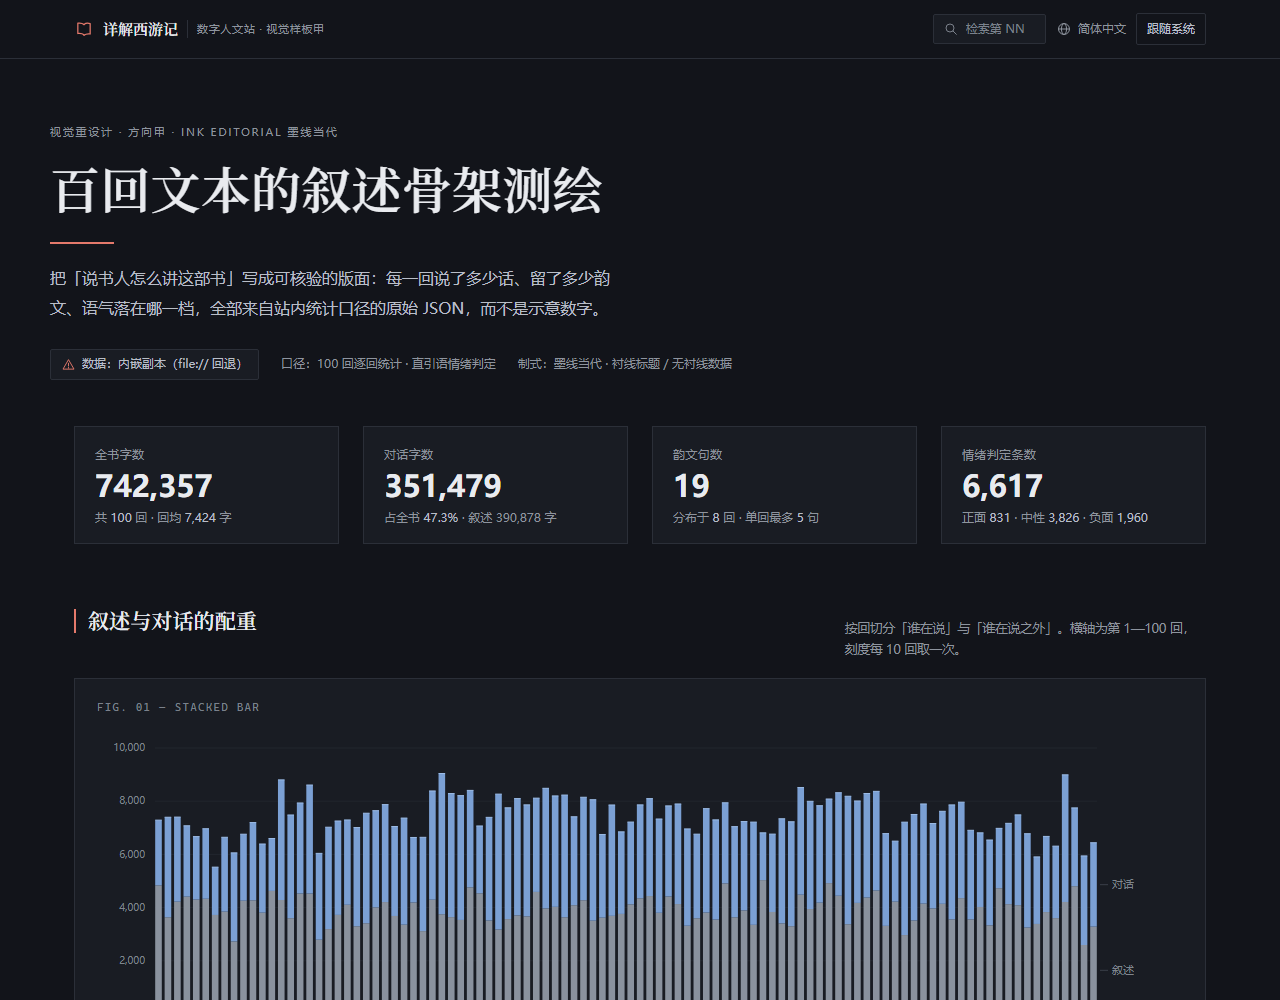 详解西游记
数字人文站 · 视觉样板甲
检索第 NN
简体中文
跟随系统
视觉重设计 · 方向甲 · INK EDITORIAL 墨线当代
百回文本的叙述骨架测绘
把「说书人怎么讲这部书」写成可核验的版面：每一回说了多少话、留了多少韵
文、语气落在哪一档，全部来自站内统计口径的原始 JSON，而不是示意数字。
数据：内嵌副本（file:// 回退）
口径：100 回逐回统计 · 直引语情绪判定
制式：墨线当代 · 衬线标题 / 无衬线数据
全书字数
742,357
共 100 回 · 回均 7,424 字
对话字数
351,479
占全书 47.3% · 叙述 390,878 字
韵文句数
19
分布于 8 回 · 单回最多 5 句
情绪判定条数
6,617
正面 831 · 中性 3,826 · 负面 1,960
叙述与对话的配重
按回切分「谁在说」与「谁在说之外」。横轴为第 1—100 回，
刻度每 10 回取一次。
FIG. 01 — STACKED BAR
10,000
8,000
6,000
4,000
2,000
对话
叙述